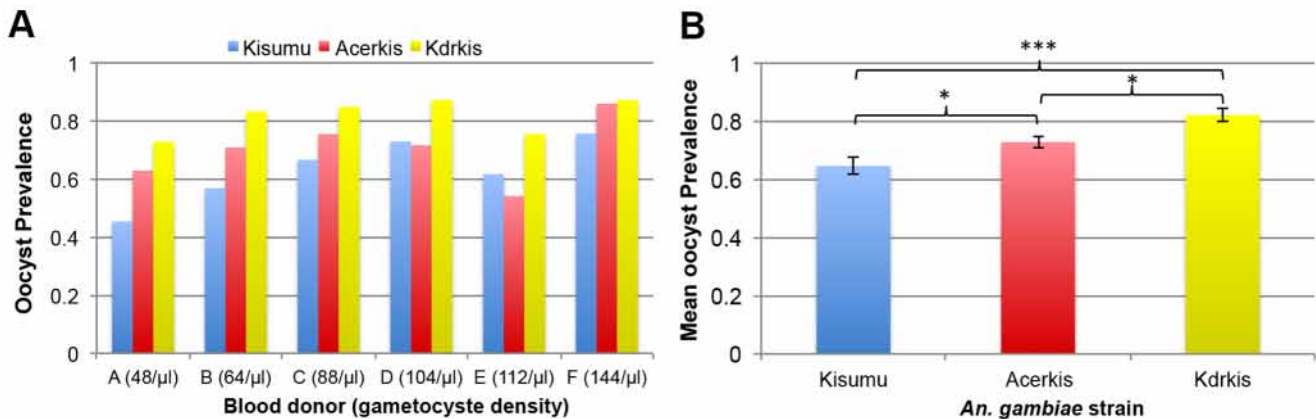 A
Kisumu Acerkis Kdrkis
1
0.8
0.6
0.4
0.2
0
Oocyst Prevalence
A (48/µl) B (64/µl) C (88/µl) D (104/µl) E (112/µl) F (144/µl)
Blood donor (gametocyste density)
B
***
*
*
1
0.8
0.6
0.4
0.2
0
Mean oocyst Prevalence
Kisumu Acerkis Kdrkis
An. gambiae strain